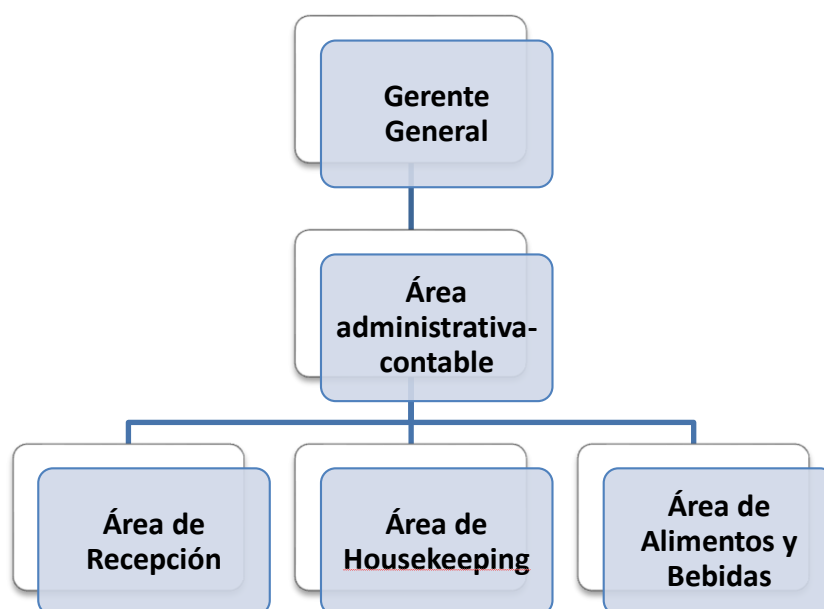 Gerente
General
Área
administrativa-
contable
Área de
Recepción
Área de
Housekeeping
Área de
Alimentos y
Bebidas